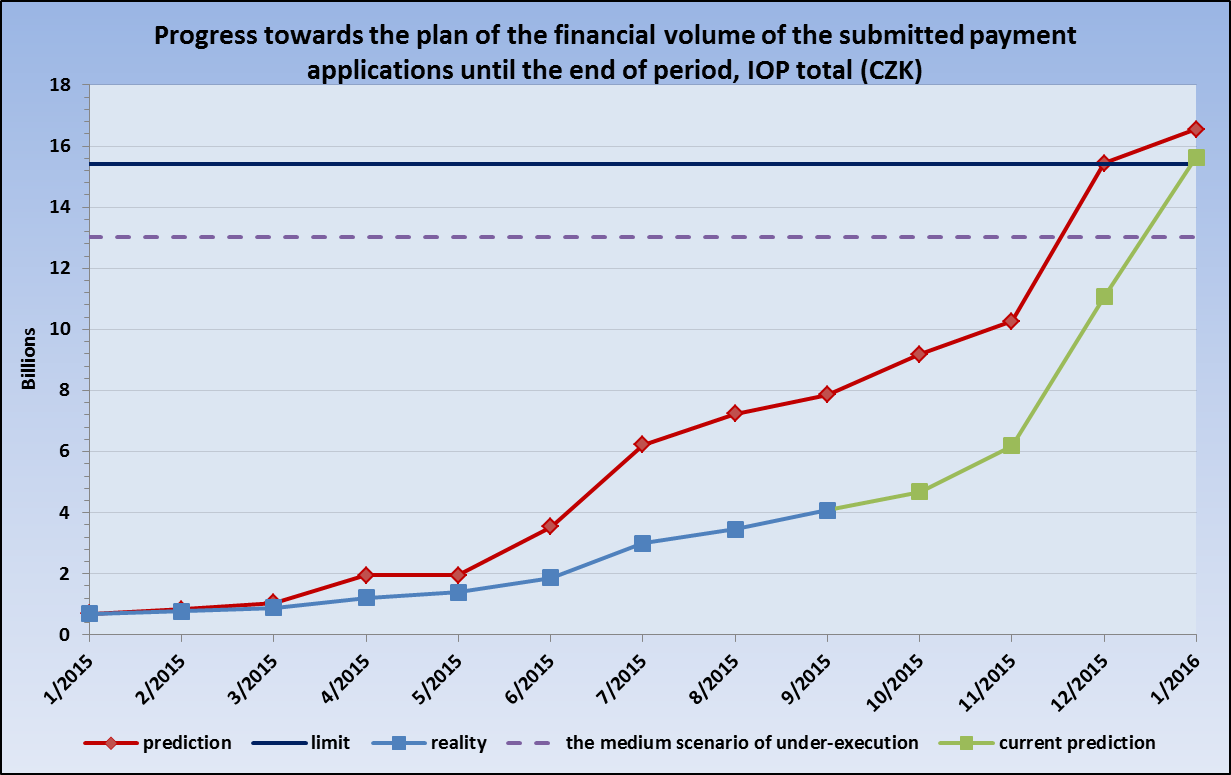 Progress towards the plan of the financial volume of the submitted payment
applications until the end of period, IOP total (CZK)
18
16
14
12
10
8
6
4
2
0
Billions
1/2015
2/2015
3/2015
4/2015
5/2015
6/2015
7/2015
8/2015
9/2015
10/2015
11/2015
12/2015
1/2016
prediction
limit
reality
the medium scenario of under-execution
current prediction